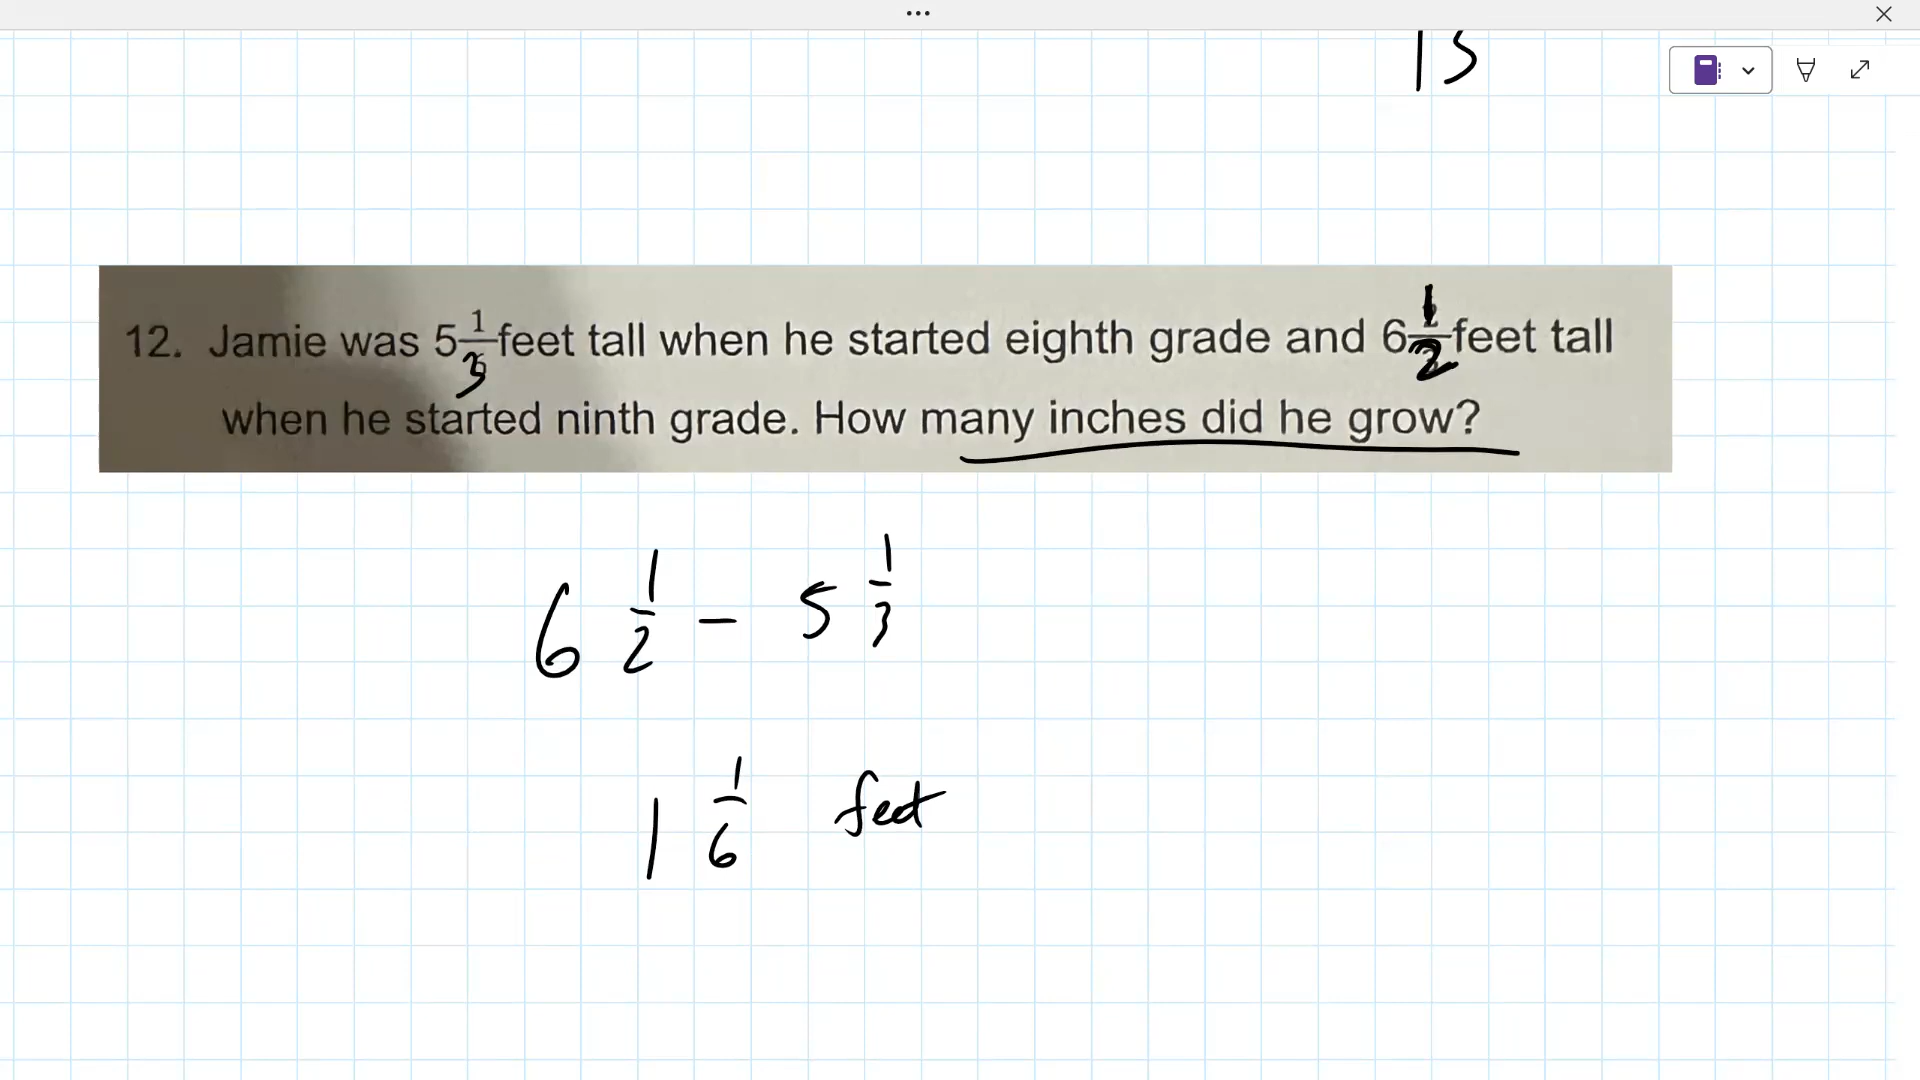 15
12. Jamie was 5 1/3 feet tall when he started eighth grade and 6 1/2 feet tall
when he started ninth grade. How many inches did he grow?
6 1/2 - 5 1/3
1 1/6 feet